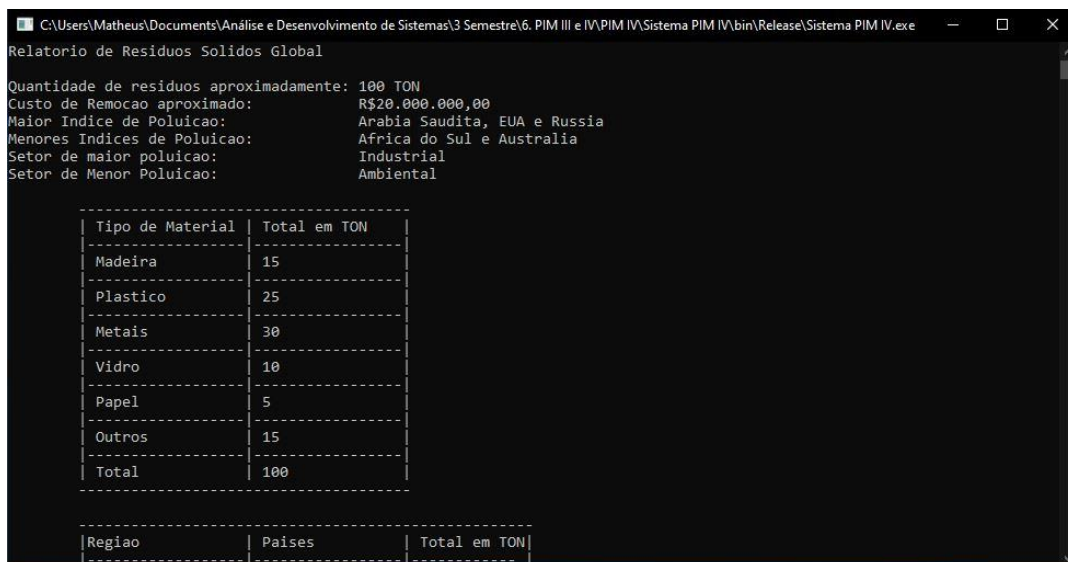 C:\Users\Matheus\Documents\Análise e Desenvolvimento de Sistemas\3 Semestre\6. PIM III e IV\PIM IV\Sistema PIM IV\bin\Release\Sistema PIM IV.exe
Relatorio de Residuos Solidos Global
Quantidade de residuos aproximadamente: 100 TON
Custo de Remocao aproximado: R$20.000.000,00
Maior Indice de Poluicao: Arabia Saudita, EUA e Russia
Menores Indices de Poluicao: Africa do Sul e Australia
Setor de maior poluicao: Industrial
Setor de Menor Poluicao: Ambiental
Tipo de Material | Total em TON
Madeira | 15
Plastico | 25
Metais | 30
Vidro | 10
Papel | 5
Outros | 15
Total | 100
Regiao | Paises | Total em TON